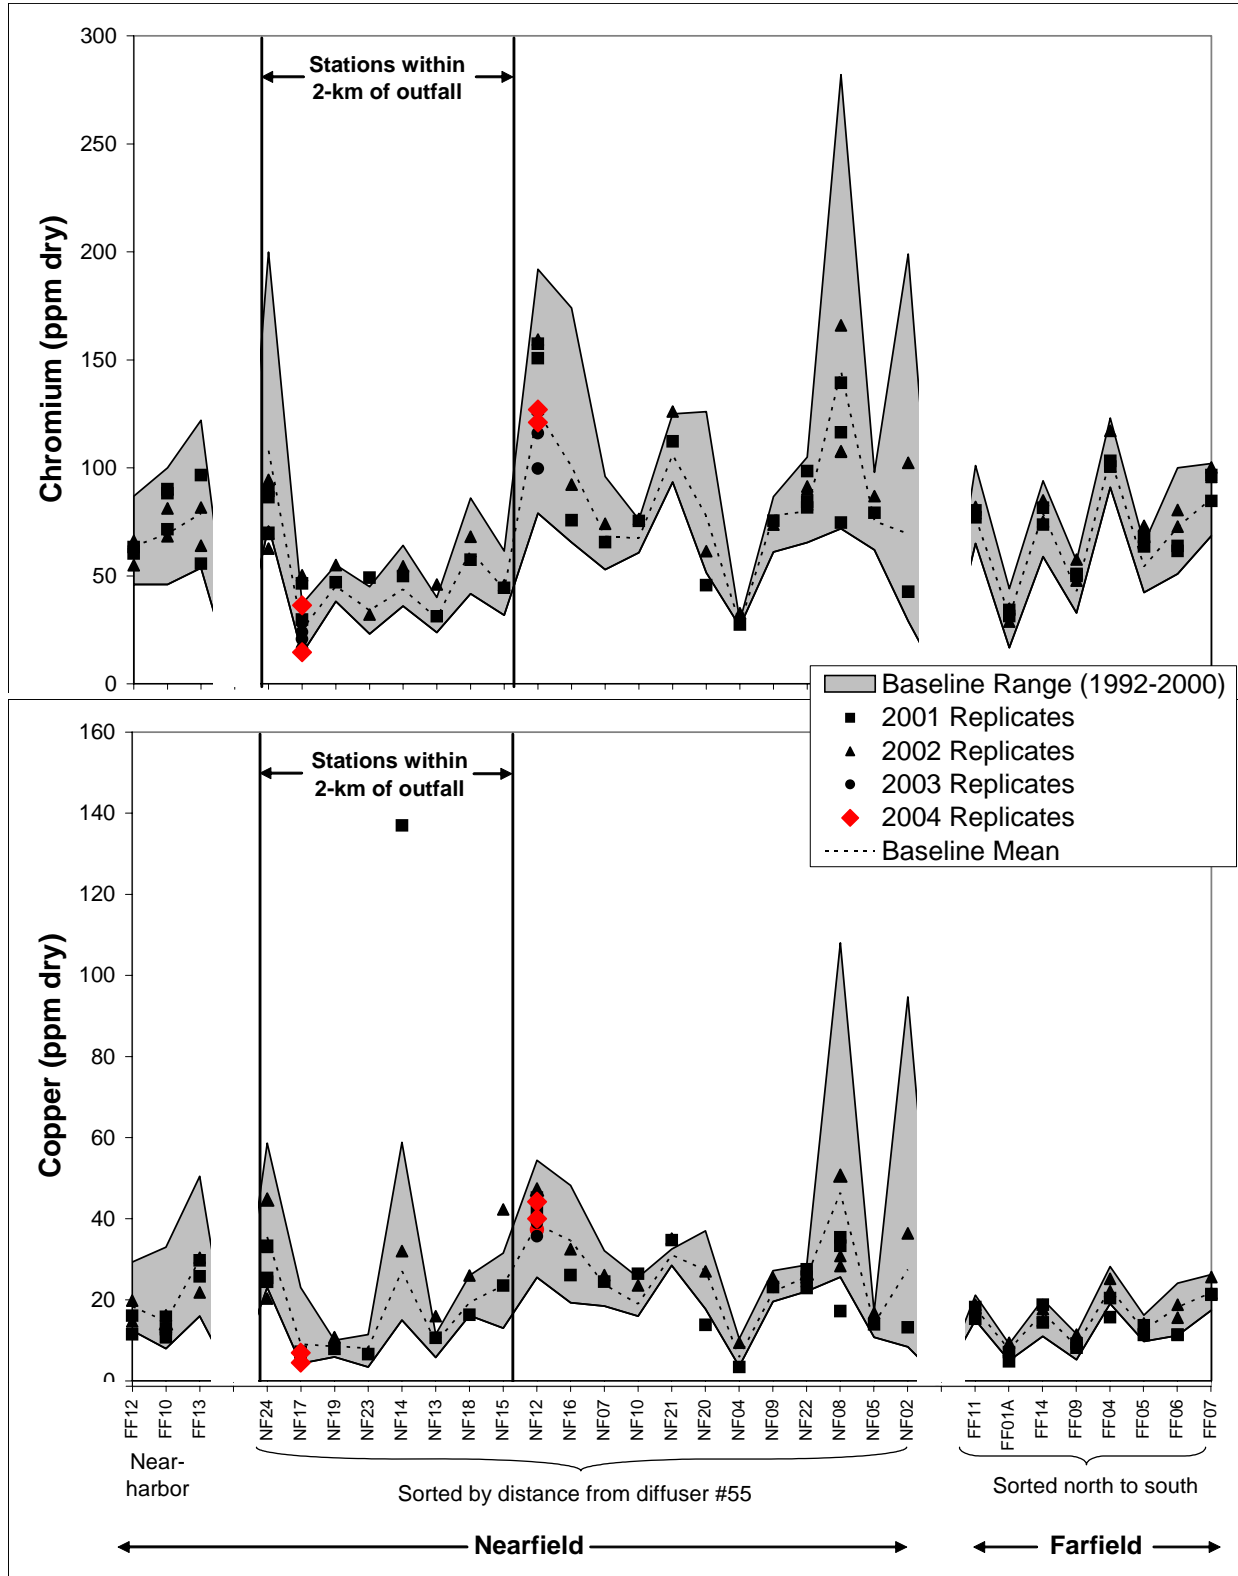 300
250
200
150
100
50
0
Chromium (ppm dry)
Stations within
2-km of outfall
Baseline Range (1992-2000)
2001 Replicates
2002 Replicates
2003 Replicates
2004 Replicates
Baseline Mean
160
140
120
100
80
60
40
20
0
Copper (ppm dry)
Stations within
2-km of outfall
FF12
FF10
FF13
NF24
NF17
NF19
NF23
NF14
NF13
NF18
NF15
NF12
NF16
NF07
NF10
NF21
NF20
NF04
NF09
NF22
NF08
NF05
NF02
FF11
FF01A
FF14
FF09
FF04
FF05
FF06
FF07
Near-
harbor
Sorted by distance from diffuser #55
Sorted north to south
Nearfield
Farfield